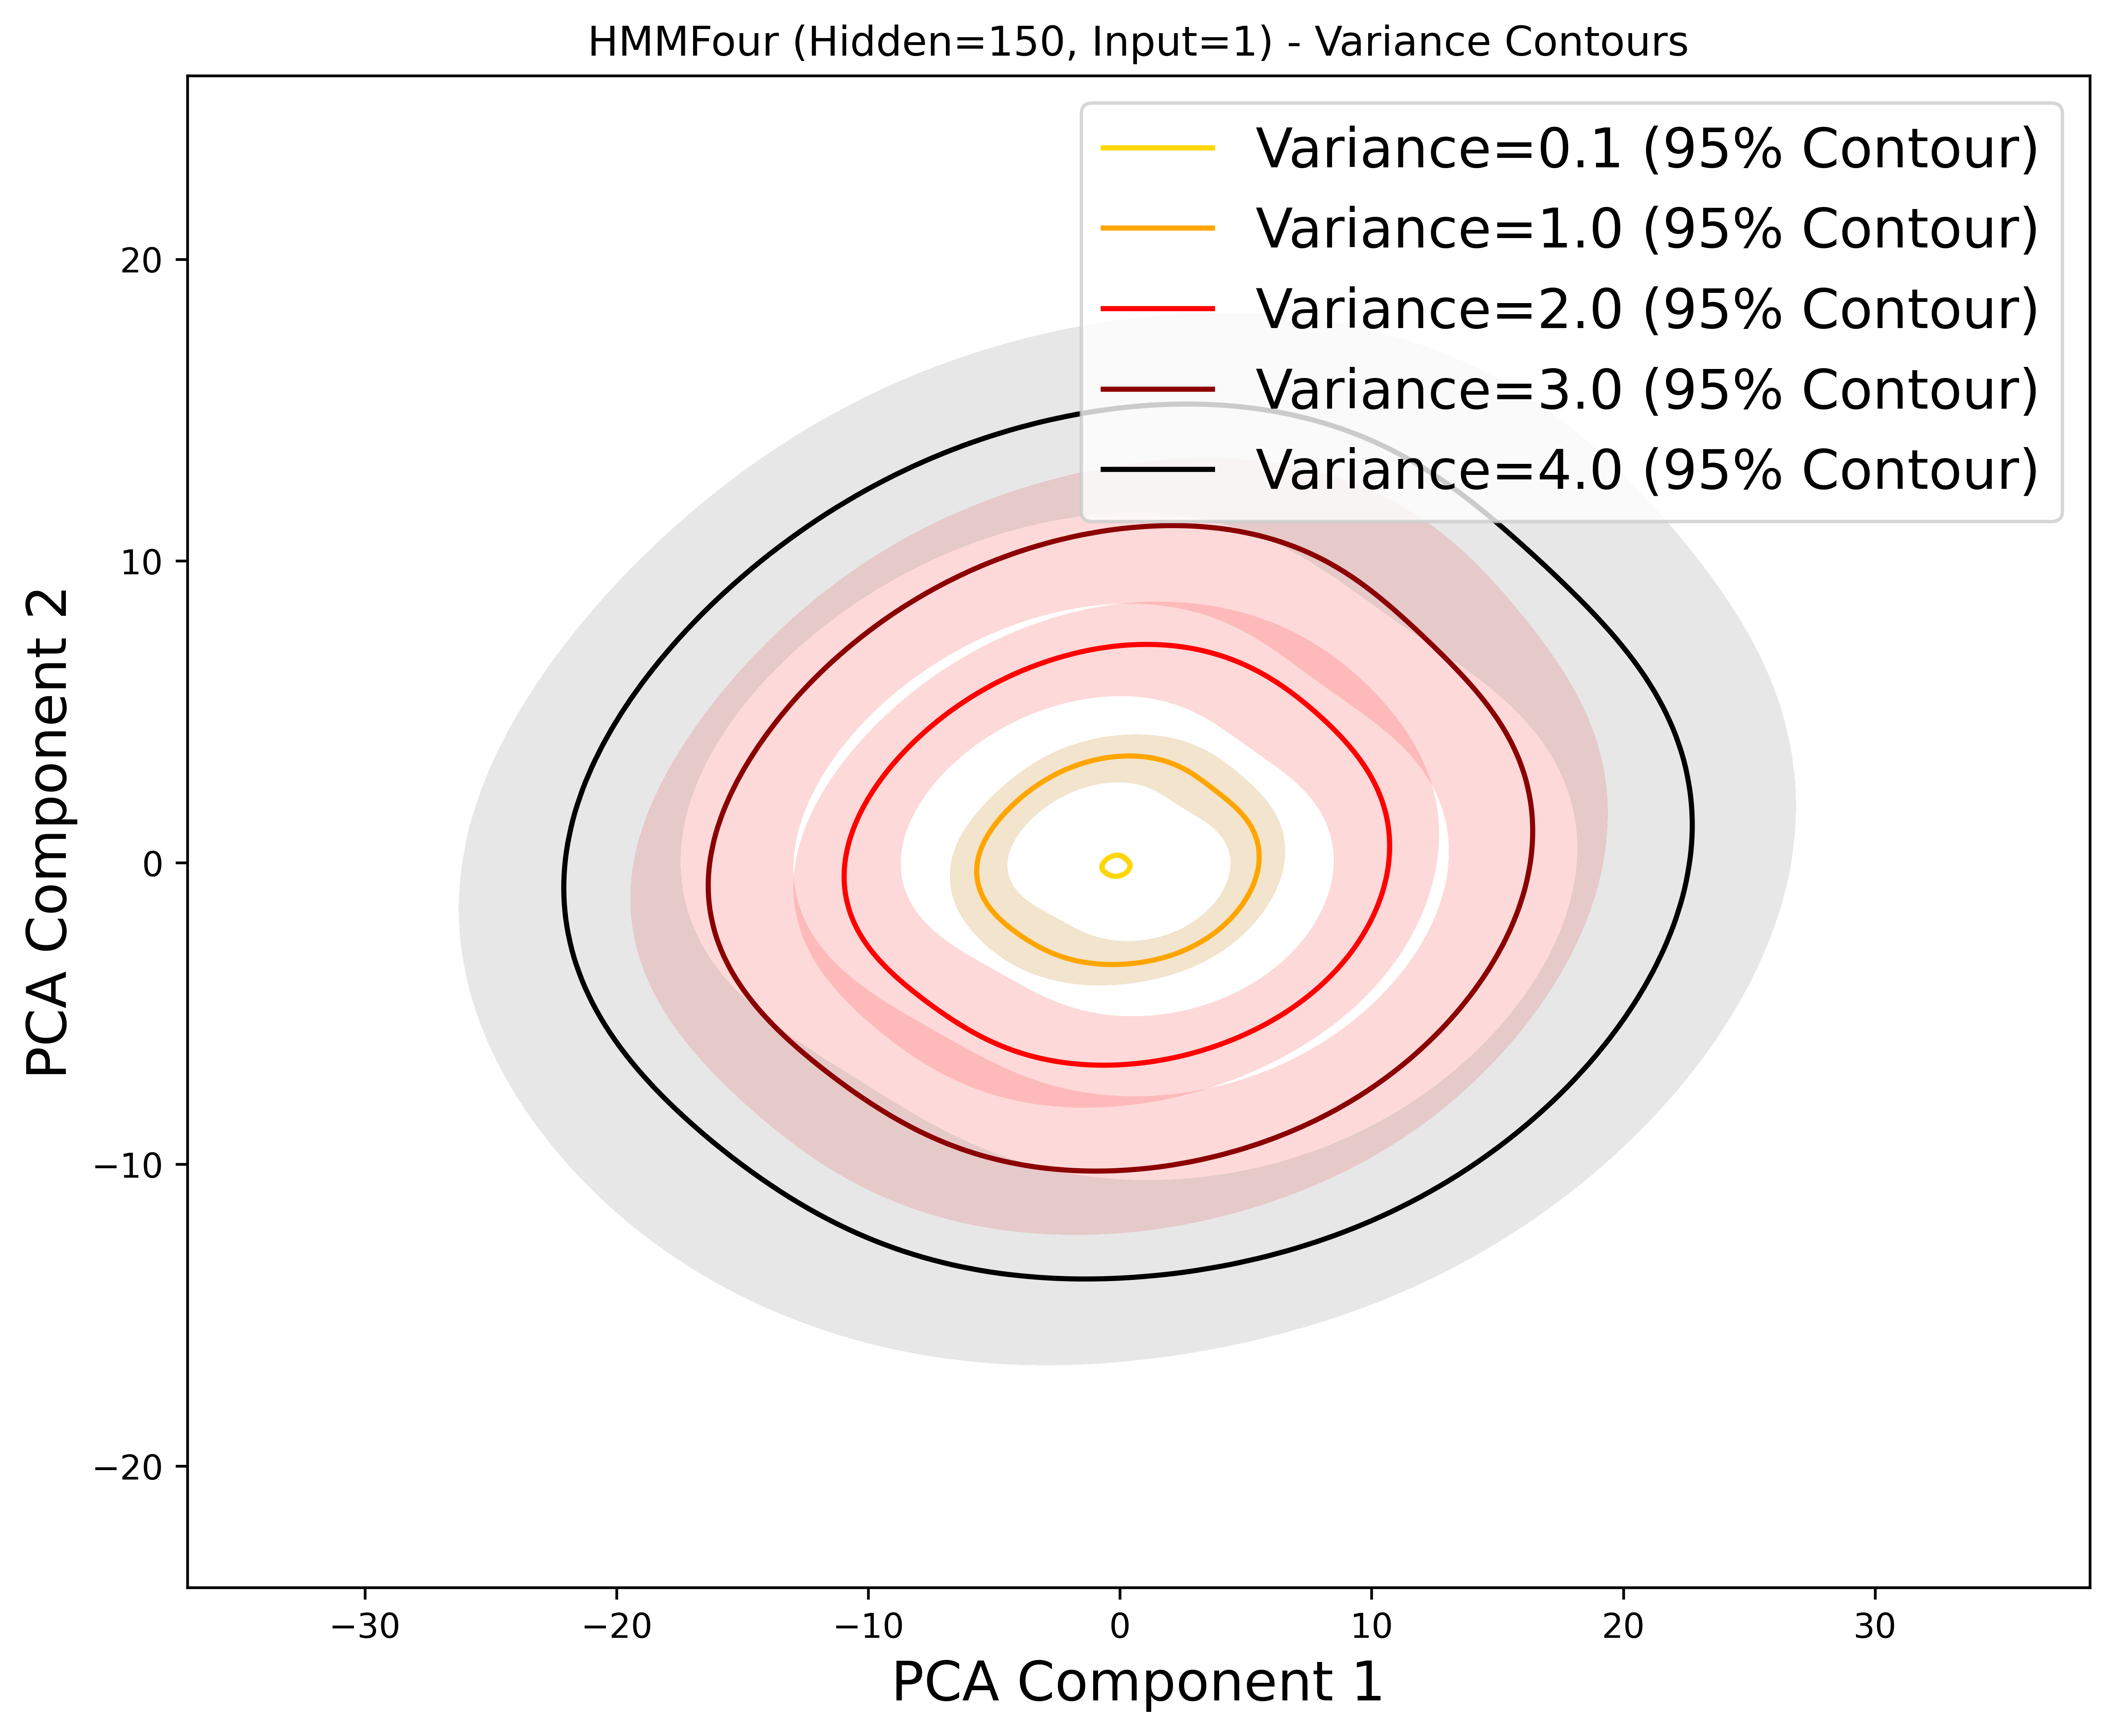 HMMFour (Hidden=150, Input=1) - Variance Contours
Variance=0.1 (95% Contour)
Variance=1.0 (95% Contour)
Variance=2.0 (95% Contour)
Variance=3.0 (95% Contour)
Variance=4.0 (95% Contour)
PCA Component 2
20
10
0
−10
−20
−30
−20
−10
0
10
20
30
PCA Component 1